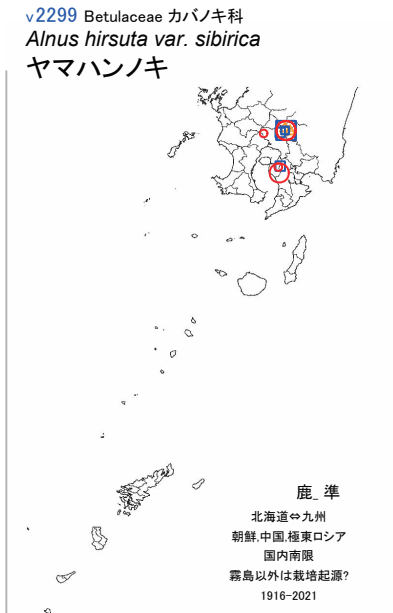 v2299 Betulaceae カバノキ科
Alnus hirsuta var. sibirica
ヤマハンノキ
鹿_ 準
北海道⇔九州
朝鮮,中国,極東ロシア
国内南限
霧島以外は栽培起源?
1916-2021